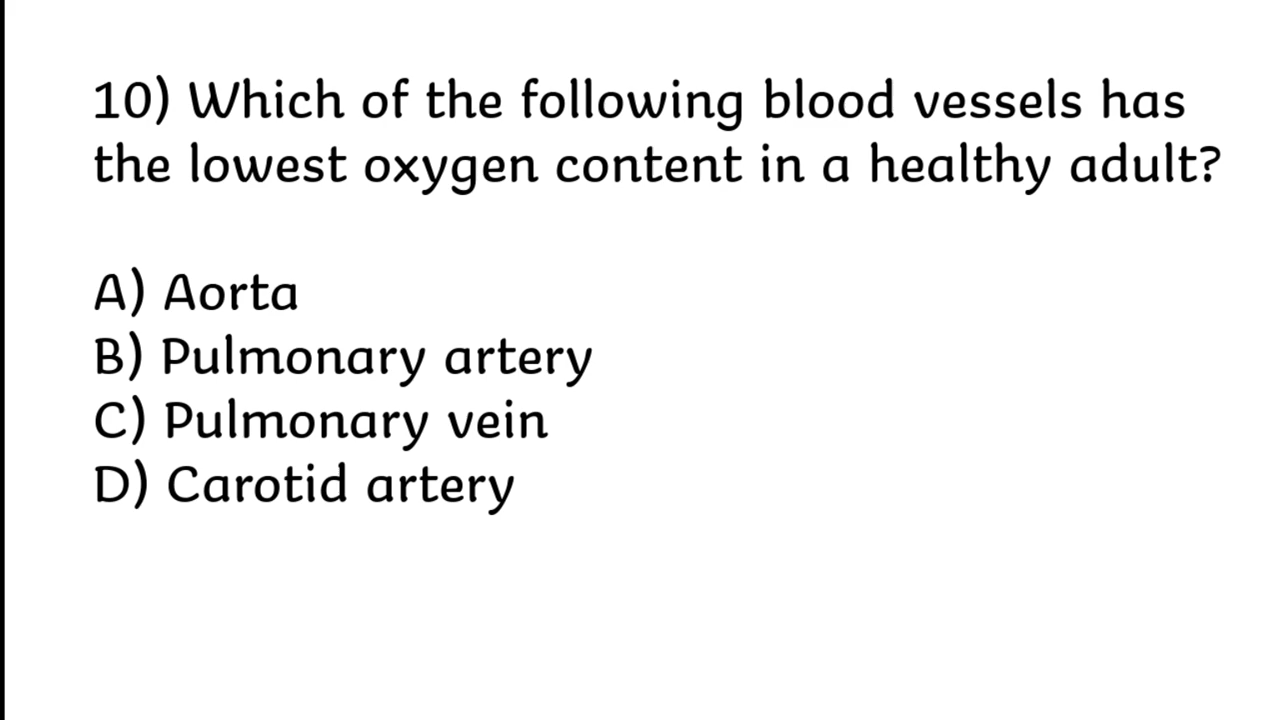 10) Which of the following blood vessels has
the lowest oxygen content in a healthy adult?
A) Aorta
B) Pulmonary artery
C) Pulmonary vein
D) Carotid artery